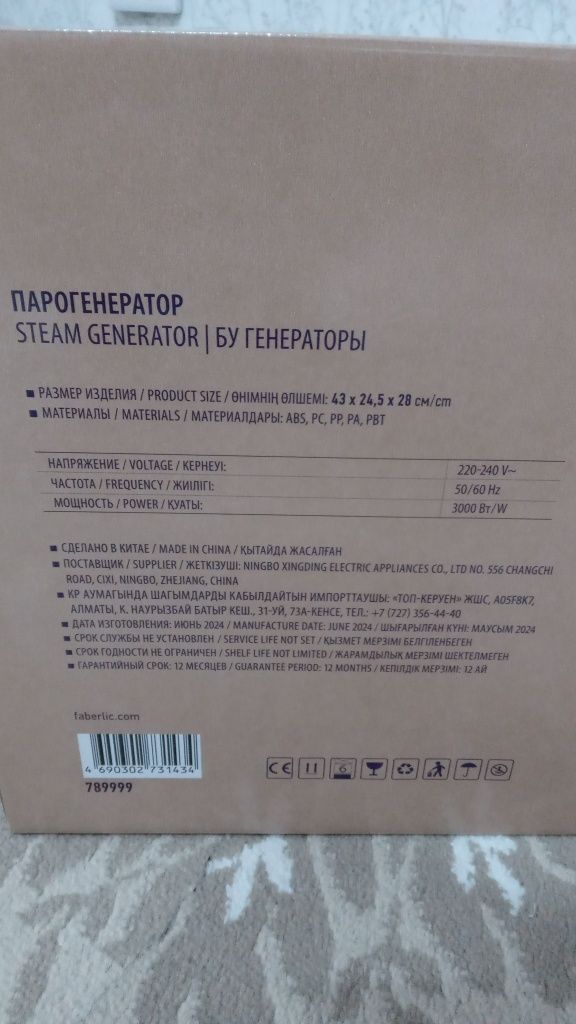 ПАРОГЕНЕРАТОР
STEAM GENERATOR | БУ ГЕНЕРАТОРЫ
■ РАЗМЕР ИЗДЕЛИЯ / PRODUCT SIZE / ӨНІМНІҢ ӨЛШЕМІ: 43 x 24,5 x 28 см/cm
■ МАТЕРИАЛЫ / MATERIALS / МАТЕРИАЛДАРЫ: ABS, PC, PP, PA, PBT
НАПРЯЖЕНИЕ / VOLTAGE / КЕРНЕУІ: 220-240 V~
ЧАСТОТА / FREQUENCY / ЖИІЛІГІ: 50/60 Hz
МОЩНОСТЬ / POWER / ҚУАТЫ: 3000 Вт/W
■ СДЕЛАНО В КИТАЕ / MADE IN CHINA / ҚЫТАЙДА ЖАСАЛҒАН
■ ПОСТАВЩИК / SUPPLIER / ЖЕТКІЗУШІ: NINGBO XINGDING ELECTRIC APPLIANCES CO., LTD NO. 556 CHANGCHI
ROAD, CIXI, NINGBO, ZHEJIANG, CHINA
■ ҚР АУМАҒЫНДА ШАҒЫМДАРДЫ ҚАБЫЛДАЙТЫН ИМПОРТТАУШЫ: «ТОП-КЕРУЕН» ЖШС, A05F8K7,
АЛМАТЫ, К. НАУРЫЗБАЙ БАТЫР КЕШ., 31-УЙ, 73А-КЕНСЕ, ТЕЛ.: +7 (727) 356-44-40
■ ДАТА ИЗГОТОВЛЕНИЯ: ИЮНЬ 2024 / MANUFACTURE DATE: JUNE 2024 / ШЫҒАРЫЛҒАН КҮНІ: МАУСЫМ 2024
■ СРОК СЛУЖБЫ НЕ УСТАНОВЛЕН / SERVICE LIFE NOT SET / ҚЫЗМЕТ МЕРЗІМІ БЕЛГІЛЕНБЕГЕН
■ СРОК ГОДНОСТИ НЕ ОГРАНИЧЕН / SHELF LIFE NOT LIMITED / ЖАРАМДЫЛЫҚ МЕРЗІМІ ШЕКТЕЛМЕГЕН
■ ГАРАНТИЙНЫЙ СРОК: 12 МЕСЯЦЕВ / GUARANTEE PERIOD: 12 MONTHS / КЕПІЛДІК МЕРЗІМІ: 12 АЙ
faberlic.com
4 690302 731434
789999
CE 6